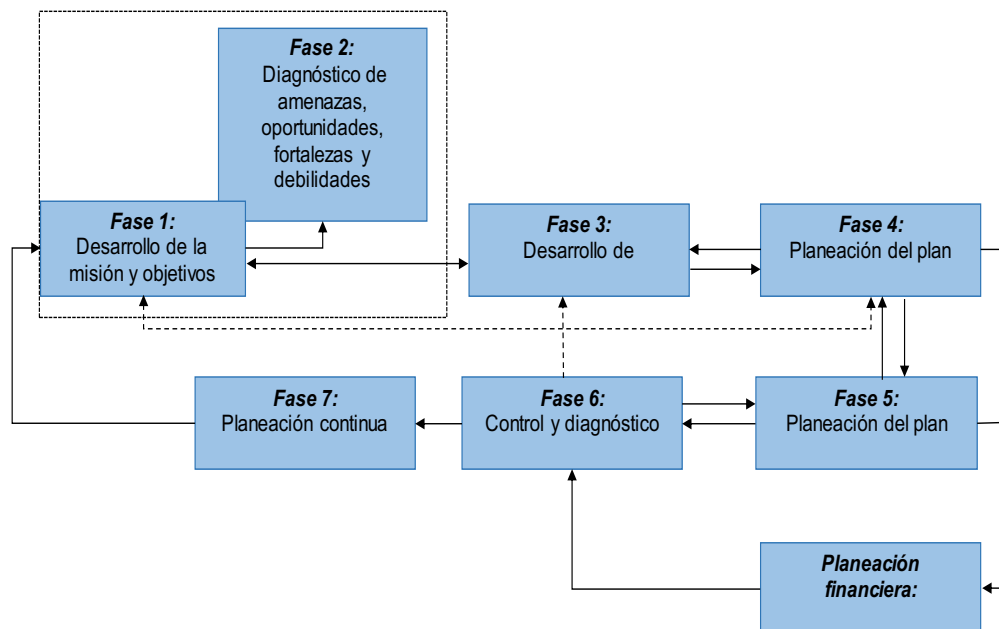 Fase 2:
Diagnóstico de
amenazas,
oportunidades,
fortalezas y
debilidades
Fase 1:
Desarrollo de la
misión y objetivos
Fase 3:
Desarrollo de
Fase 4:
Planeación del plan
Fase 7:
Planeación continua
Fase 6:
Control y diagnóstico
Fase 5:
Planeación del plan
Planeación
financiera: